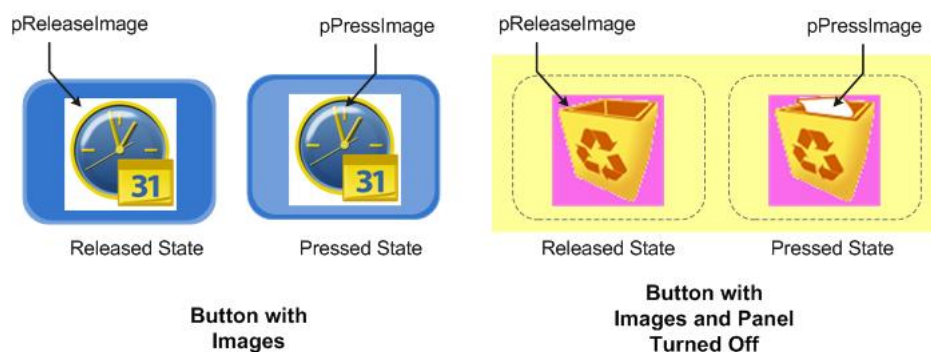 pReleaseImage
pPressImage
pReleaseImage
pPressImage
31
31
Released State
Pressed State
Released State
Pressed State
Button with
Images
Button with
Images and Panel
Turned Off